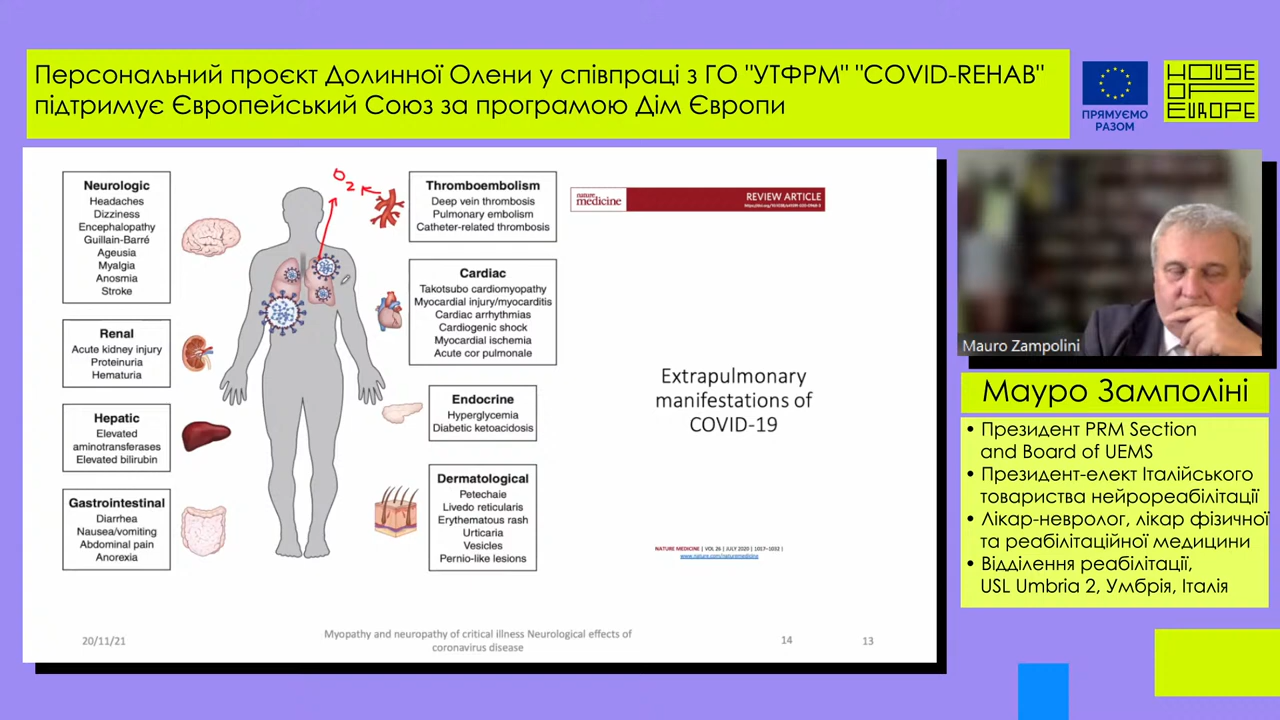 Персональний проєкт Долинної Олени у співпраці з ГО "УТФРМ" "COVID-REHAB"
підтримує Європейський Союз за програмою Дім Європи
ПРЯМУЄМО
РАЗОМ
HOUSE
OF
EUROPE
Neurologic
Headaches
Dizziness
Encephalopathy
Guillain-Barré
Ageusia
Myalgia
Anosmia
Stroke
Renal
Acute kidney injury
Proteinuria
Hematuria
Hepatic
Elevated
aminotransferases
Elevated bilirubin
Gastrointestinal
Diarrhea
Nausea/vomiting
Abdominal pain
Anorexia
O2
Thromboembolism
Deep vein thrombosis
Pulmonary embolism
Catheter-related thrombosis
Cardiac
Takotsubo cardiomyopathy
Myocardial injury/myocarditis
Cardiac arrhythmias
Cardiogenic shock
Myocardial ischemia
Acute cor pulmonale
Endocrine
Hyperglycemia
Diabetic ketoacidosis
Dermatological
Petechiae
Livedo reticularis
Erythematous rash
Urticaria
Vesicles
Pernio-like lesions
nature
medicine
REVIEW ARTICLE
Extrapulmonary
manifestations of
COVID-19
NATURE MEDICINE | VOL 26 | JULY 2020 | 1017–1032 |
www.nature.com/naturemedicine
20/11/21
Myopathy and neuropathy of critical illness Neurological effects of
coronavirus disease
14
13
Mauro Zampolini
Мауро Замполіні
• Президент PRM Section
and Board of UEMS
• Президент-елект Італійського
товариства нейрореабілітації
• Лікар-невролог, лікар фізичної
та реабілітаційної медицини
• Відділення реабілітації,
USL Umbria 2, Умбрія, Італія